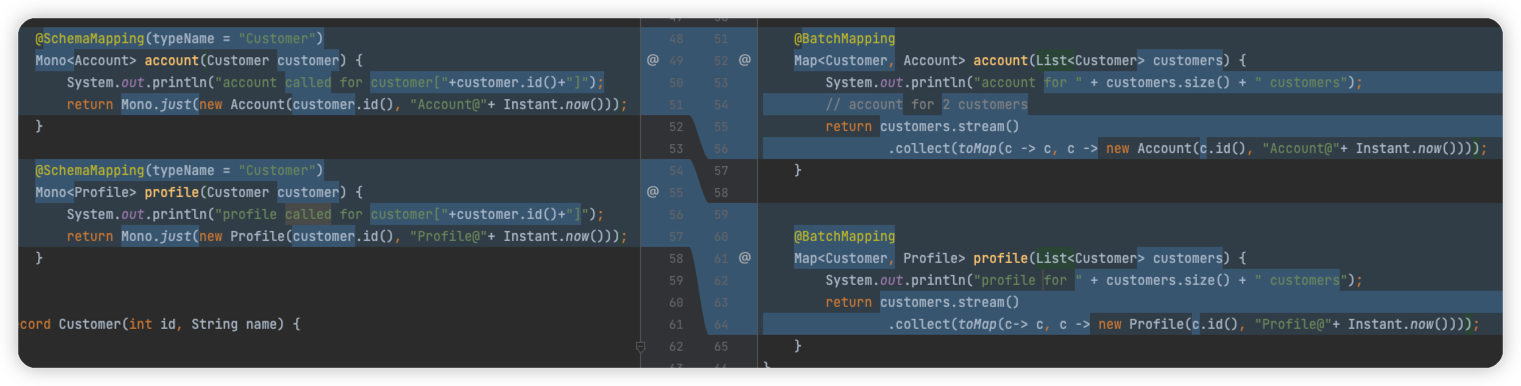 @SchemaMapping(typeName = "Customer")
Mono<Account> account(Customer customer) {
System.out.println("account called for customer["+customer.id()+"]");
return Mono.just(new Account(customer.id(), "Account@"+ Instant.now()));
}
@SchemaMapping(typeName = "Customer")
Mono<Profile> profile(Customer customer) {
System.out.println("profile called for customer["+customer.id()+"]");
return Mono.just(new Profile(customer.id(), "Profile@"+ Instant.now()));
}
cord Customer(int id, String name) {
48 51
@ 49 52 @
50 53
51 54
52 55
53 56
54 57
@ 55 58
56 59
57 60
58 61 @
59 62
60 63
61 64
62 65
@BatchMapping
Map<Customer, Account> account(List<Customer> customers) {
System.out.println("account for " + customers.size() + " customers");
// account for 2 customers
return customers.stream()
.collect(toMap(c -> c, c -> new Account(c.id(), "Account@"+ Instant.now())));
}
@BatchMapping
Map<Customer, Profile> profile(List<Customer> customers) {
System.out.println("profile for " + customers.size() + " customers");
return customers.stream()
.collect(toMap(c-> c, c -> new Profile(c.id(), "Profile@"+ Instant.now())));
}
}